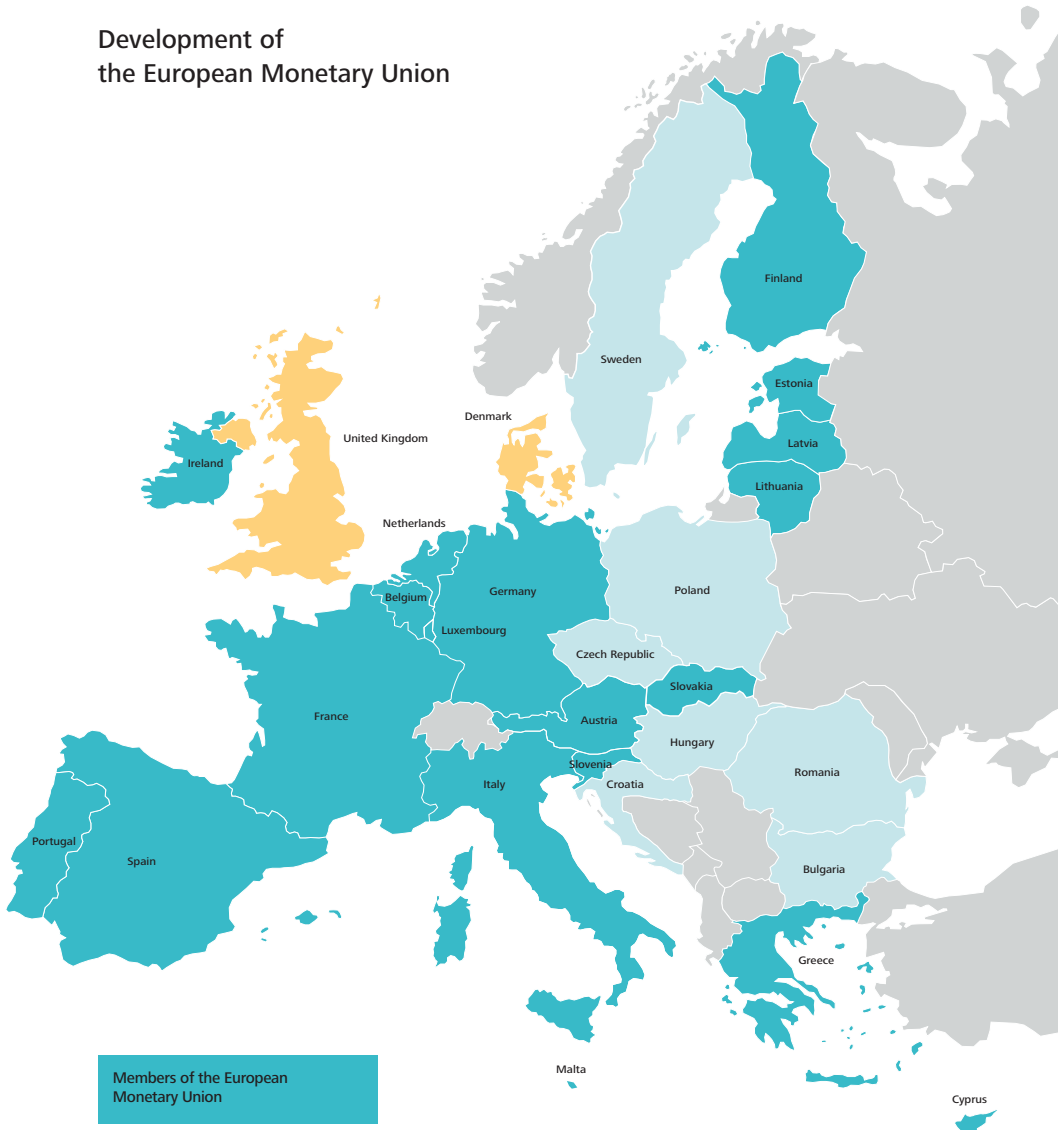 Development of
the European Monetary Union
Finland
Sweden
Estonia
Denmark
United Kingdom
Latvia
Ireland
Lithuania
Netherlands
Germany
Poland
Belgium
Luxembourg
Czech Republic
Slovakia
France
Austria
Hungary
Slovenia
Romania
Italy
Croatia
Portugal
Spain
Bulgaria
Greece
Malta
Members of the European
Monetary Union
Cyprus